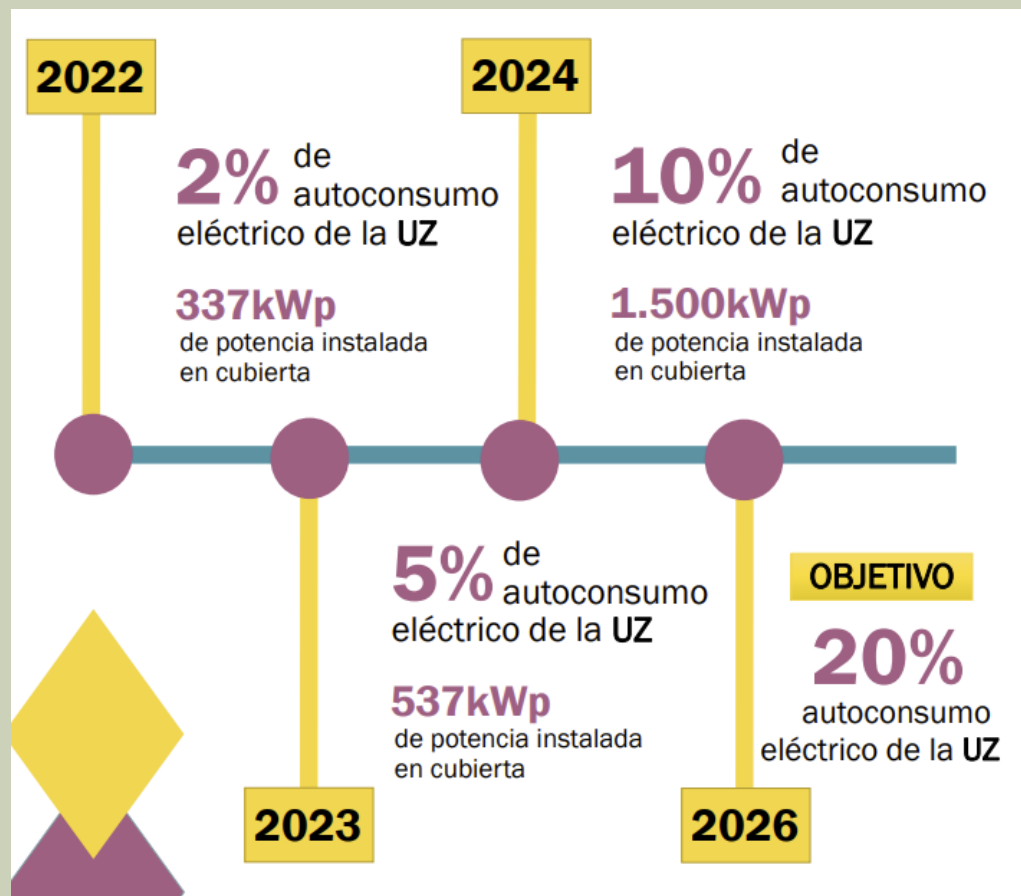 2022
2% de
autoconsumo
eléctrico de la UZ
337kWp
de potencia instalada
en cubierta
2023
5% de
autoconsumo
eléctrico de la UZ
537kWp
de potencia instalada
en cubierta
2024
10% de
autoconsumo
eléctrico de la UZ
1.500kWp
de potencia instalada
en cubierta
2026
OBJETIVO
20%
autoconsumo
eléctrico de la UZ